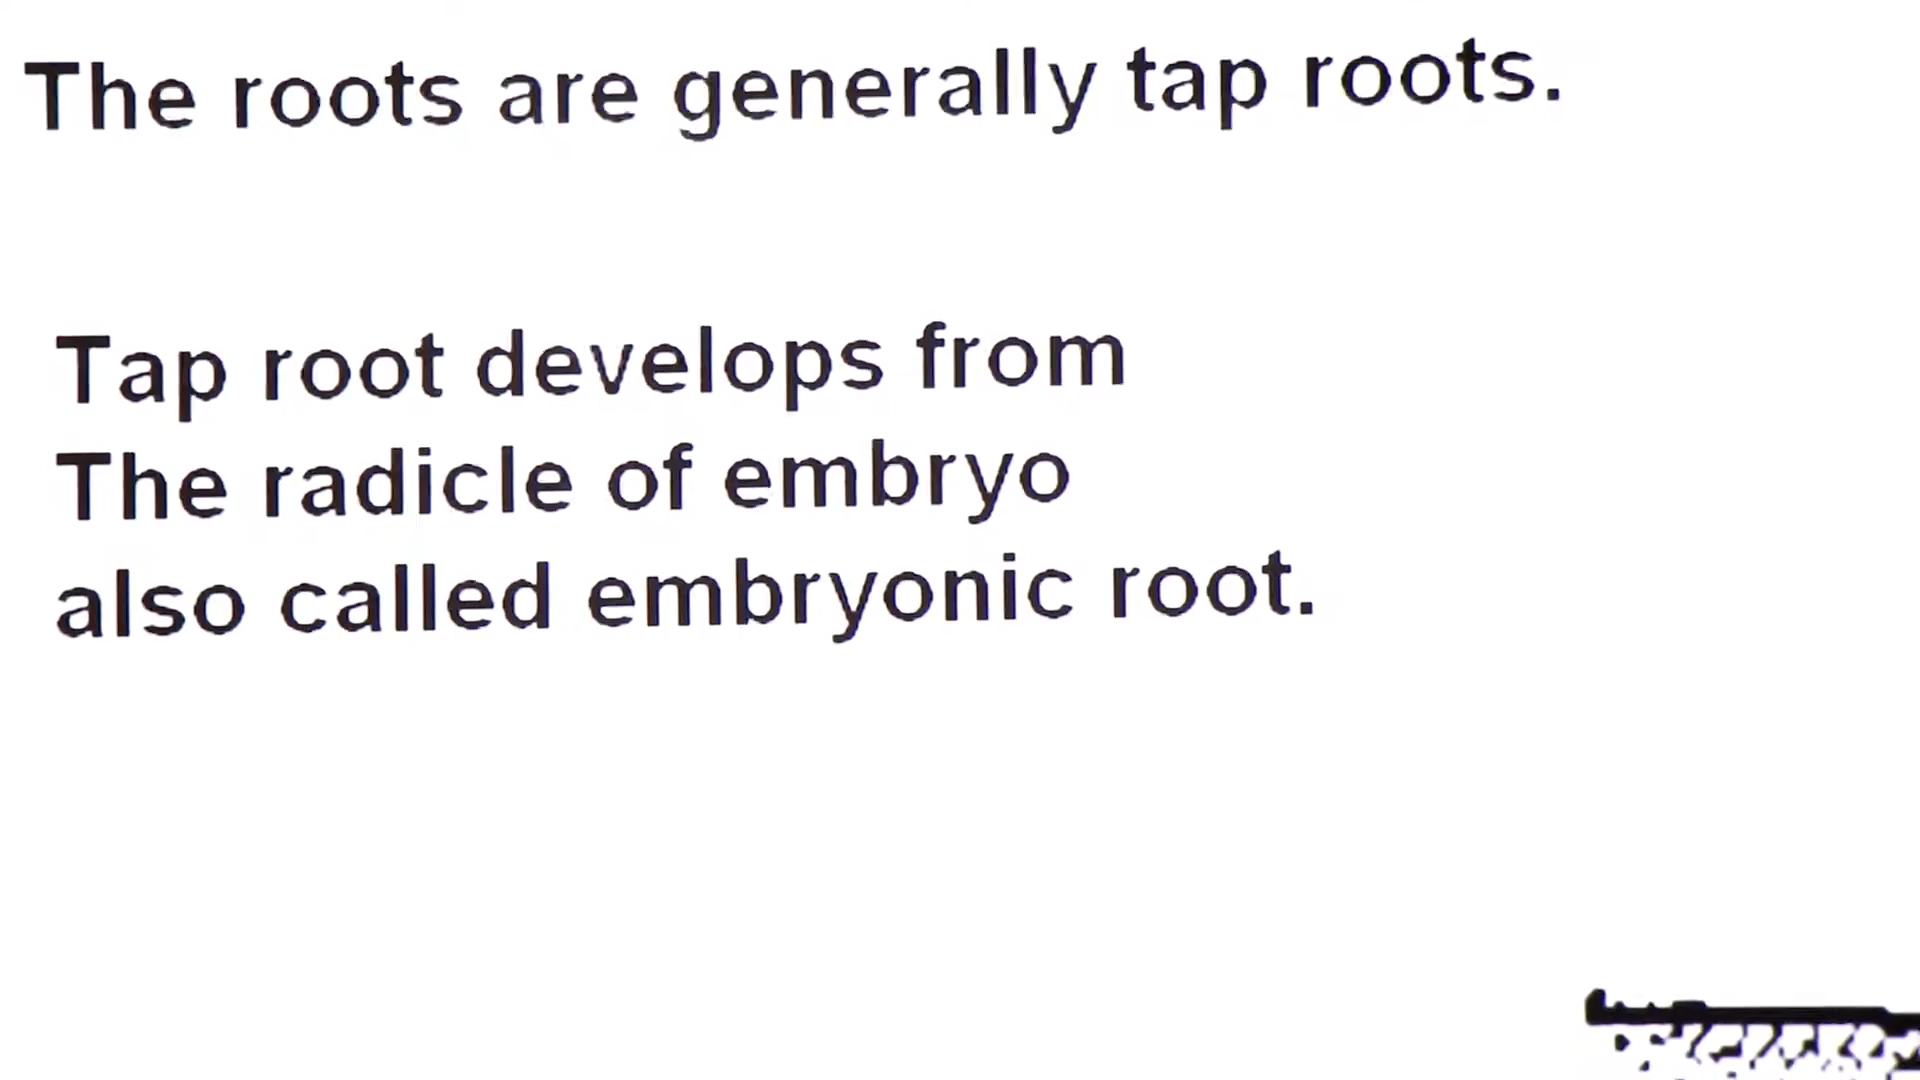 The roots are generally tap roots.
Tap root develops from
The radicle of embryo
also called embryonic root.